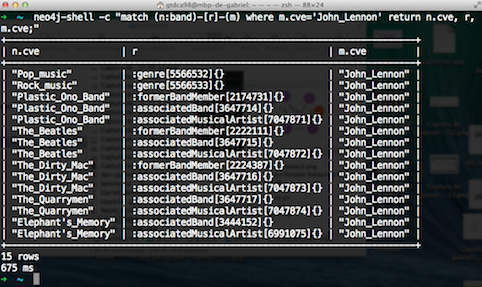 gtdca98@mbp-de-gabriel: ~ — zsh — 88×24
➜ ~ neo4j-shell -c "match (n:band)-[r]-(m) where m.cve='John_Lennon' return n.cve, r,
m.cve;"
| n.cve | r | m.cve |
| "Pop_music" | :genre[5566532]{} | "John_Lennon" |
| "Rock_music" | :genre[5566533]{} | "John_Lennon" |
| "Plastic_Ono_Band" | :formerBandMember[2174731]{} | "John_Lennon" |
| "Plastic_Ono_Band" | :associatedBand[3647714]{} | "John_Lennon" |
| "Plastic_Ono_Band" | :associatedMusicalArtist[7047871]{} | "John_Lennon" |
| "The_Beatles" | :formerBandMember[2222111]{} | "John_Lennon" |
| "The_Beatles" | :associatedBand[3647715]{} | "John_Lennon" |
| "The_Beatles" | :associatedMusicalArtist[7047872]{} | "John_Lennon" |
| "The_Dirty_Mac" | :formerBandMember[2224387]{} | "John_Lennon" |
| "The_Dirty_Mac" | :associatedBand[3647716]{} | "John_Lennon" |
| "The_Dirty_Mac" | :associatedMusicalArtist[7047873]{} | "John_Lennon" |
| "The_Quarrymen" | :associatedBand[3647717]{} | "John_Lennon" |
| "The_Quarrymen" | :associatedMusicalArtist[7047874]{} | "John_Lennon" |
| "Elephant's_Memory" | :associatedBand[3444152]{} | "John_Lennon" |
| "Elephant's_Memory" | :associatedMusicalArtist[6991075]{} | "John_Lennon" |
15 rows
675 ms
➜ ~